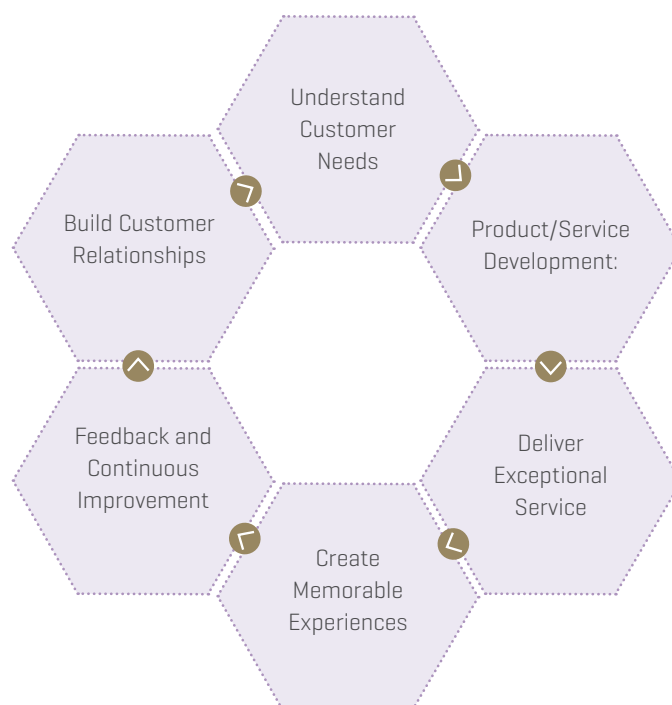 Understand
Customer
Needs
Product/Service
Development:
Deliver
Exceptional
Service
Create
Memorable
Experiences
Feedback and
Continuous
Improvement
Build Customer
Relationships